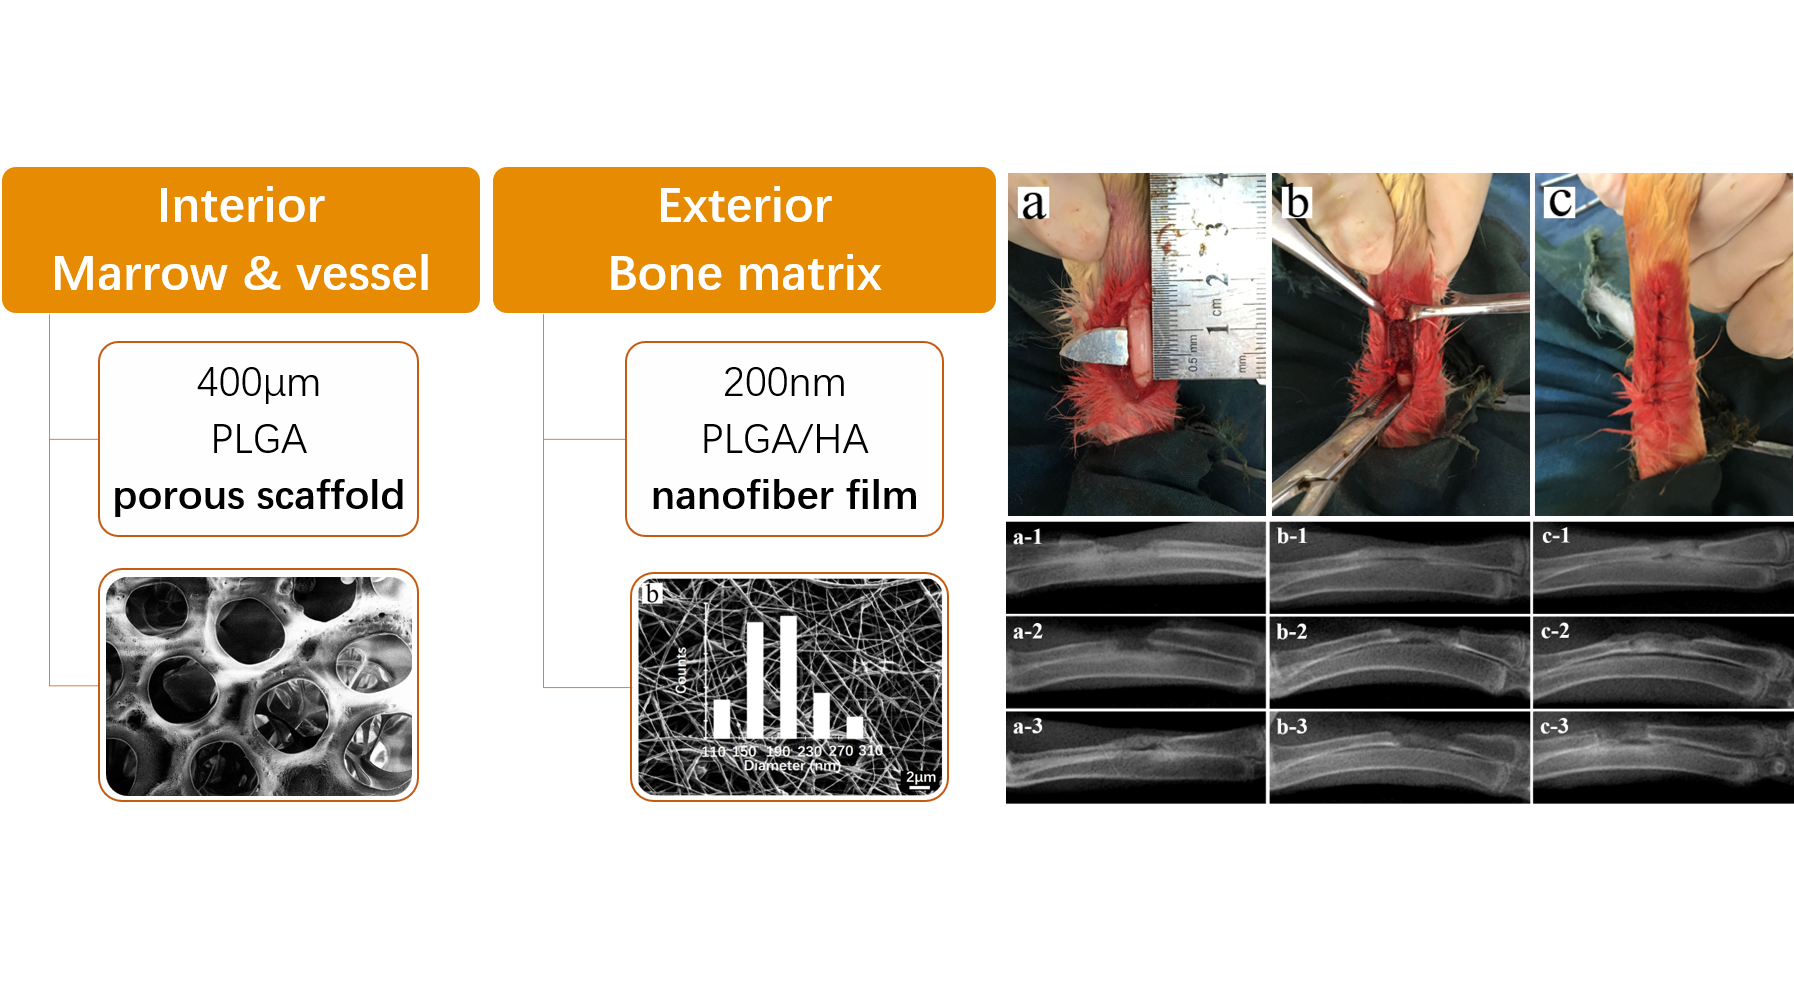 Interior
Marrow & vessel
400μm
PLGA
porous scaffold
Exterior
Bone matrix
200nm
PLGA/HA
nanofiber film
b
Counts
110 150 190 230 270 310
Diameter (nm)
2μm
a
4
3
2
1 cm
0.5 mm
mm
b
c
a-1
b-1
c-1
a-2
b-2
c-2
a-3
b-3
c-3